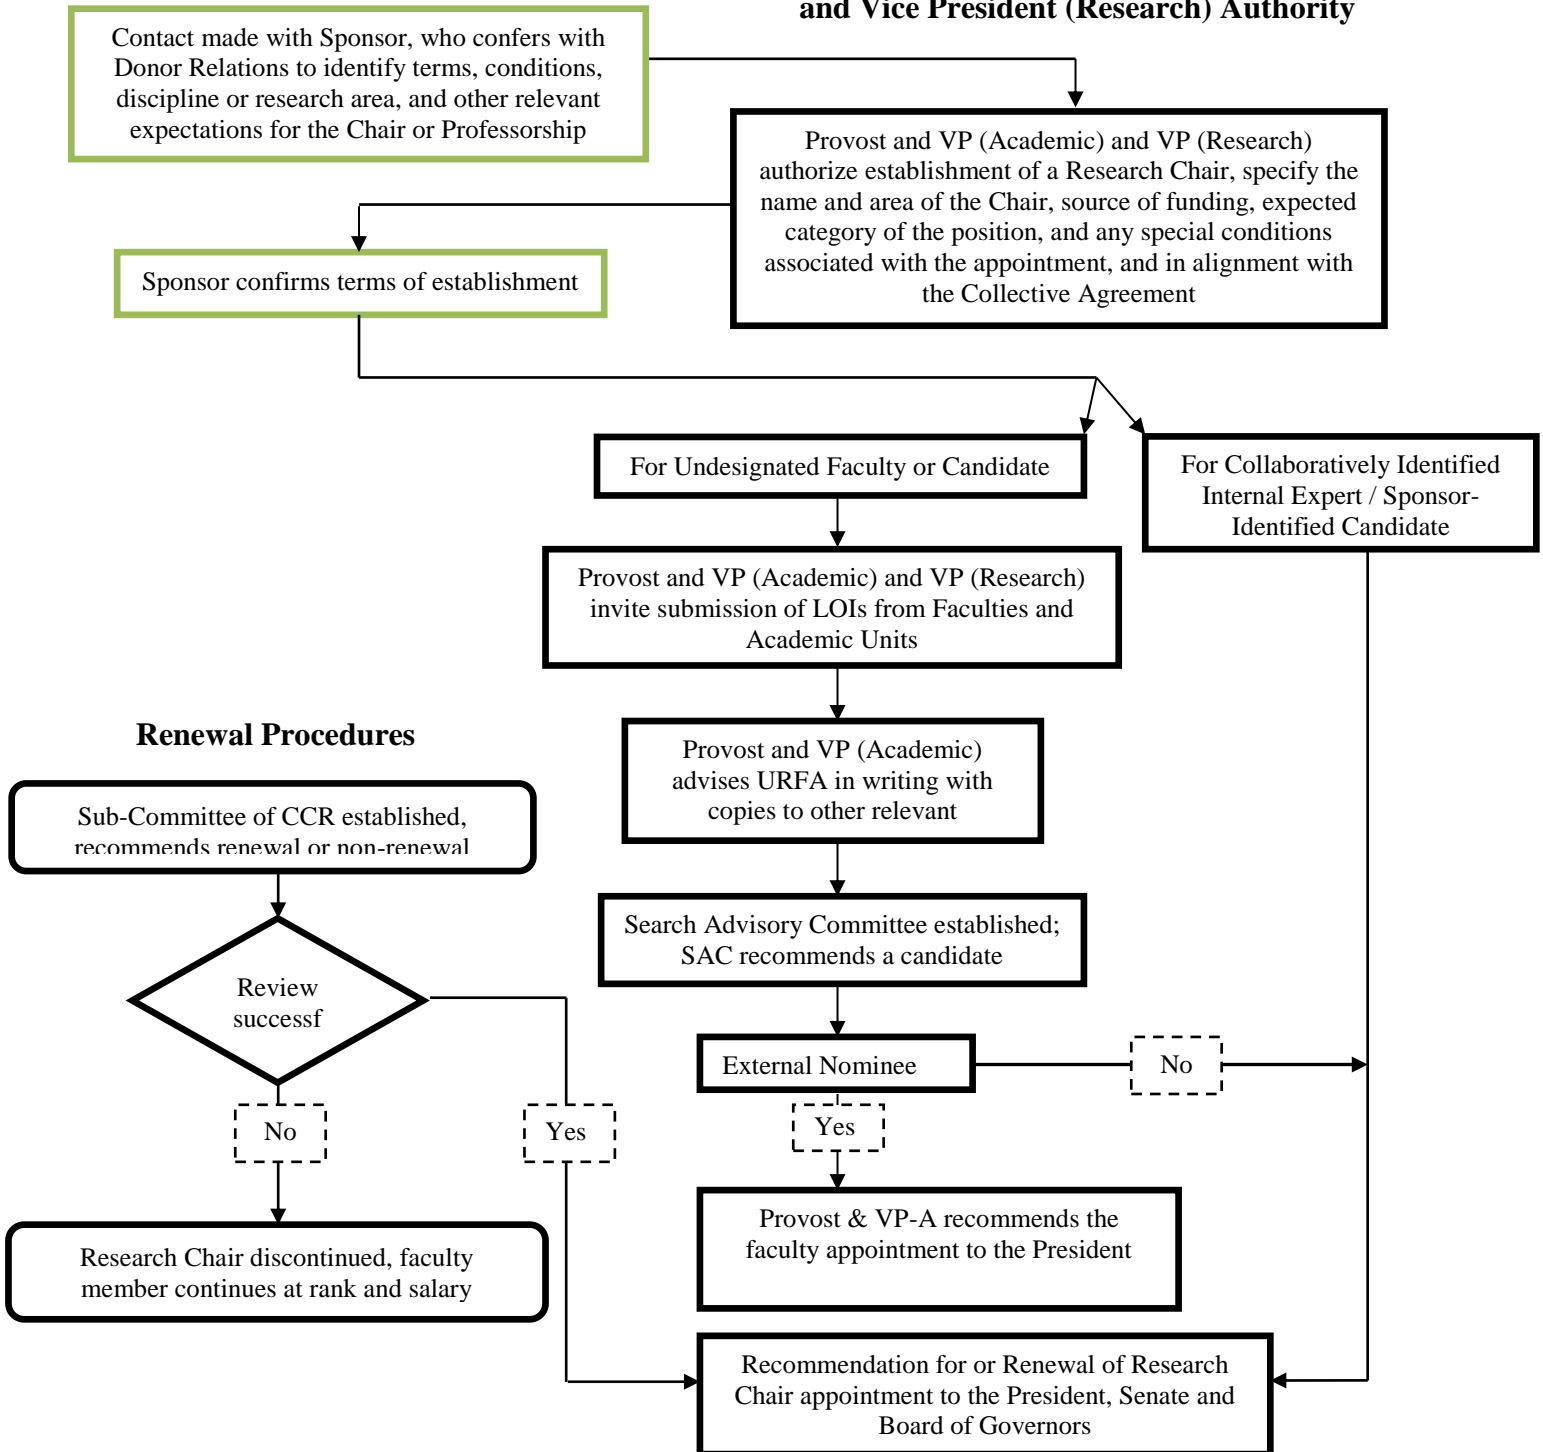 and Vice President (Research) Authority
Contact made with Sponsor, who confers with
Donor Relations to identify terms, conditions,
discipline or research area, and other relevant
expectations for the Chair or Professorship
Provost and VP (Academic) and VP (Research)
authorize establishment of a Research Chair, specify the
name and area of the Chair, source of funding, expected
category of the position, and any special conditions
associated with the appointment, and in alignment with
the Collective Agreement
Sponsor confirms terms of establishment
For Undesignated Faculty or Candidate
For Collaboratively Identified
Internal Expert / Sponsor-
Identified Candidate
Provost and VP (Academic) and VP (Research)
invite submission of LOIs from Faculties and
Academic Units
Provost and VP (Academic)
advises URFA in writing with
copies to other relevant
Search Advisory Committee established;
SAC recommends a candidate
External Nominee
No
Yes
Provost & VP-A recommends the
faculty appointment to the President
Renewal Procedures
Sub-Committee of CCR established,
recommends renewal or non-renewal
Review
successf
No
Yes
Research Chair discontinued, faculty
member continues at rank and salary
Recommendation for or Renewal of Research
Chair appointment to the President, Senate and
Board of Governors